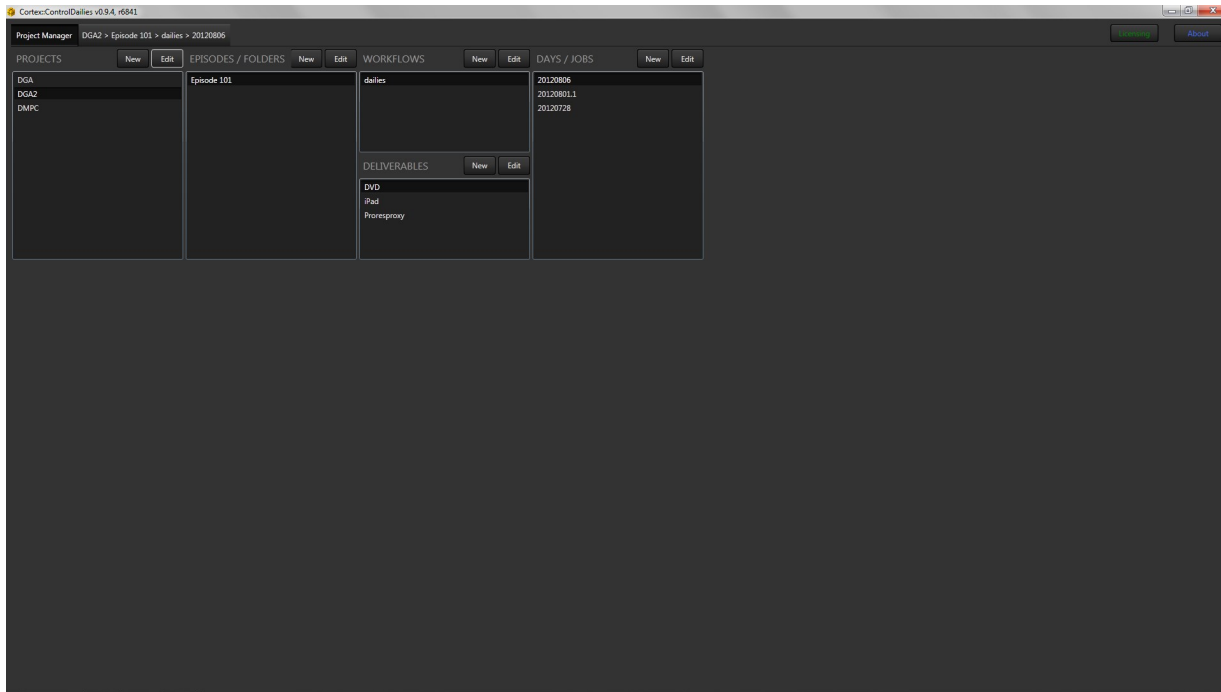 Cortex:ControlDailies v0.9.4, r6841
Project Manager DGA2 > Episode 101 > dailies > 20120806 Licensing About
PROJECTS New Edit EPISODES / FOLDERS New Edit WORKFLOWS New Edit DAYS / JOBS New Edit
DGA Episode 101 dailies 20120806
DGA2 20120801.1
DMPC 20120728
DELIVERABLES New Edit
DVD
iPad
Proresproxy